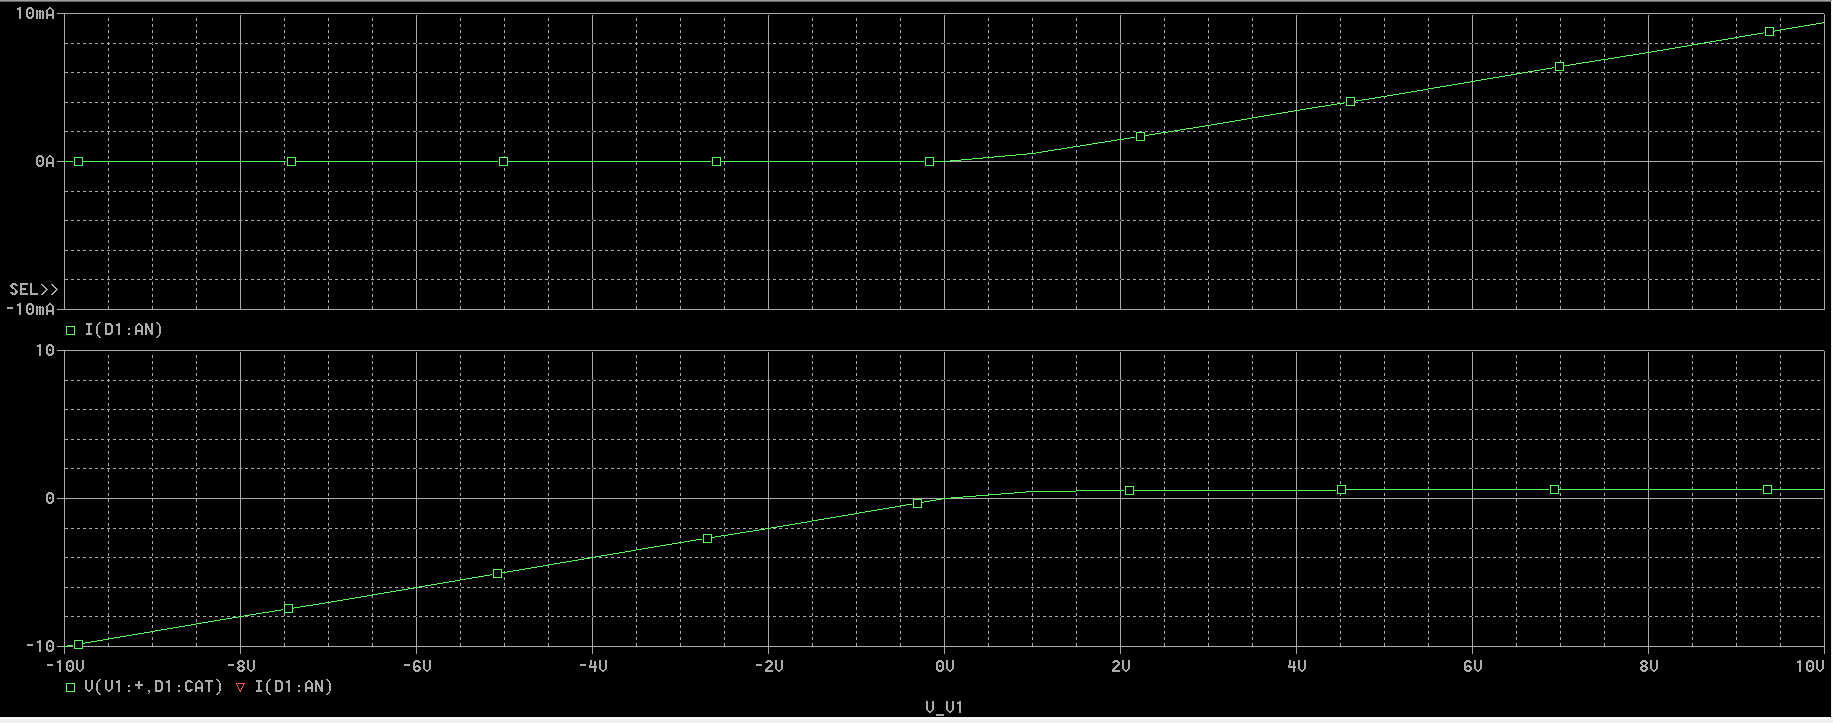 10mA
0A
SEL>>
-10mA
I(D1:AN)
10
0
-10
-10V -8V -6V -4V -2V 0V 2V 4V 6V 8V 10V
V(V1:+,D1:CAT) I(D1:AN)
V_V1